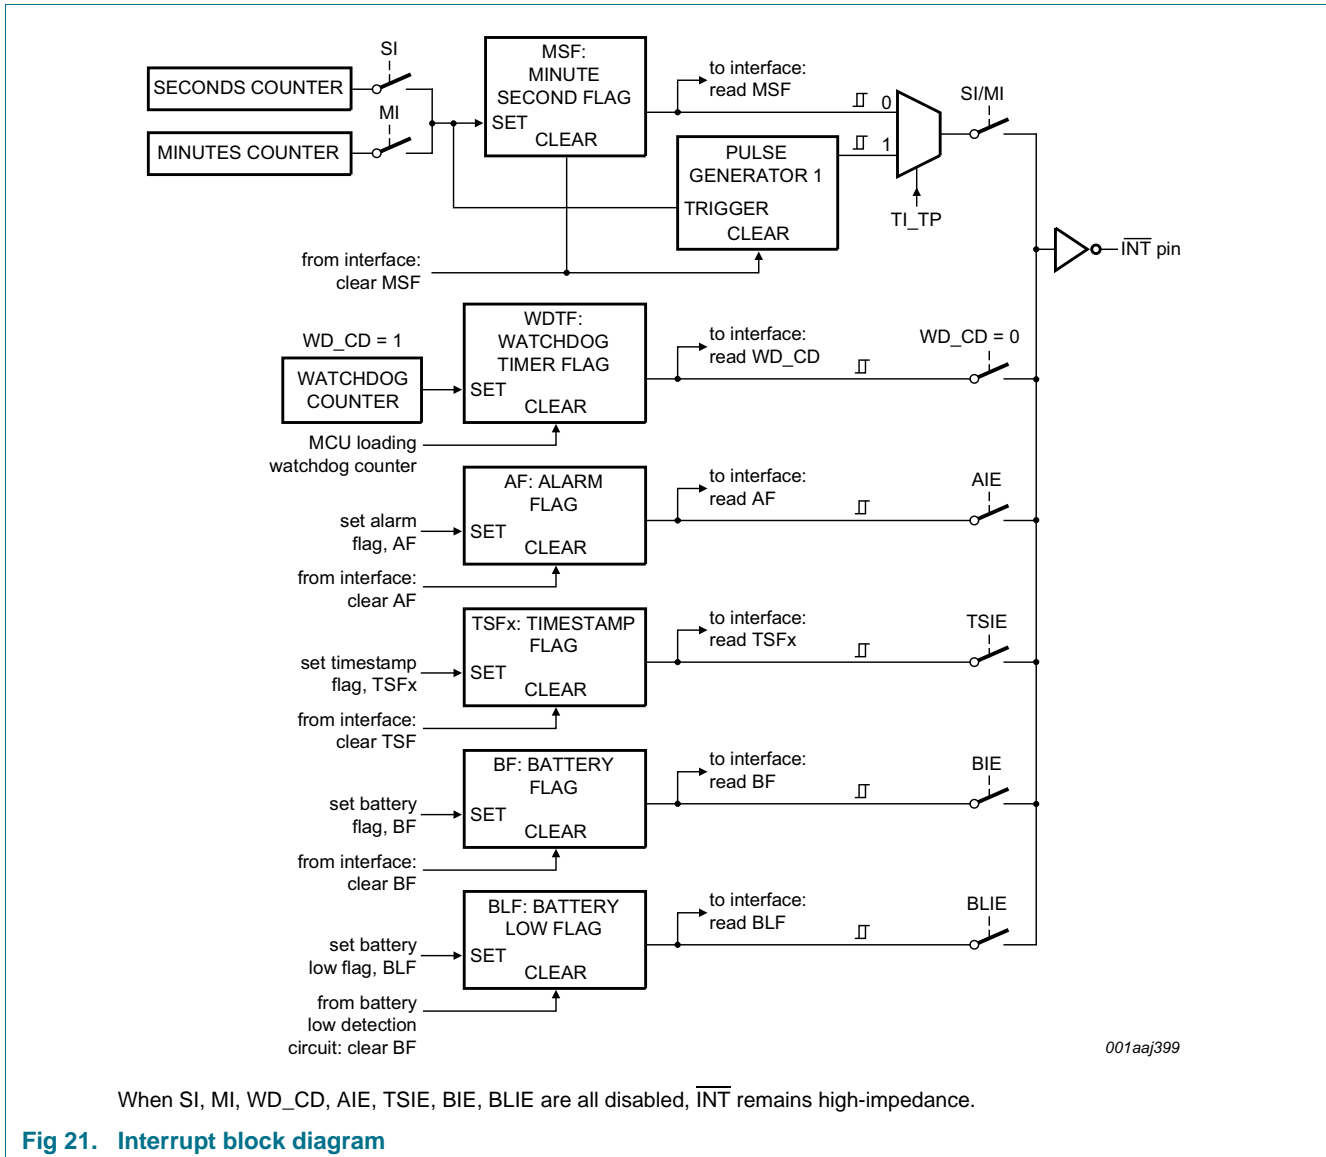 SI
SECONDS COUNTER
MI
MINUTES COUNTER
MSF:
MINUTE
SECOND FLAG
SET
CLEAR
to interface:
read MSF
0
1
SI/MI
PULSE
GENERATOR 1
TRIGGER
CLEAR
TI_TP
INT pin
from interface:
clear MSF
WD_CD = 1
WATCHDOG
COUNTER
WDTF:
WATCHDOG
TIMER FLAG
SET
CLEAR
to interface:
read WD_CD
WD_CD = 0
MCU loading
watchdog counter
AF: ALARM
FLAG
SET
CLEAR
to interface:
read AF
AIE
set alarm
flag, AF
from interface:
clear AF
TSFx: TIMESTAMP
FLAG
SET
CLEAR
to interface:
read TSFx
TSIE
set timestamp
flag, TSFx
from interface:
clear TSF
BF: BATTERY
FLAG
SET
CLEAR
to interface:
read BF
BIE
set battery
flag, BF
from interface:
clear BF
BLF: BATTERY
LOW FLAG
SET
CLEAR
to interface:
read BLF
BLIE
set battery
low flag, BLF
from battery
low detection
circuit: clear BF
001aaj399
When SI, MI, WD_CD, AIE, TSIE, BIE, BLIE are all disabled, INT remains high-impedance.
Fig 21. Interrupt block diagram